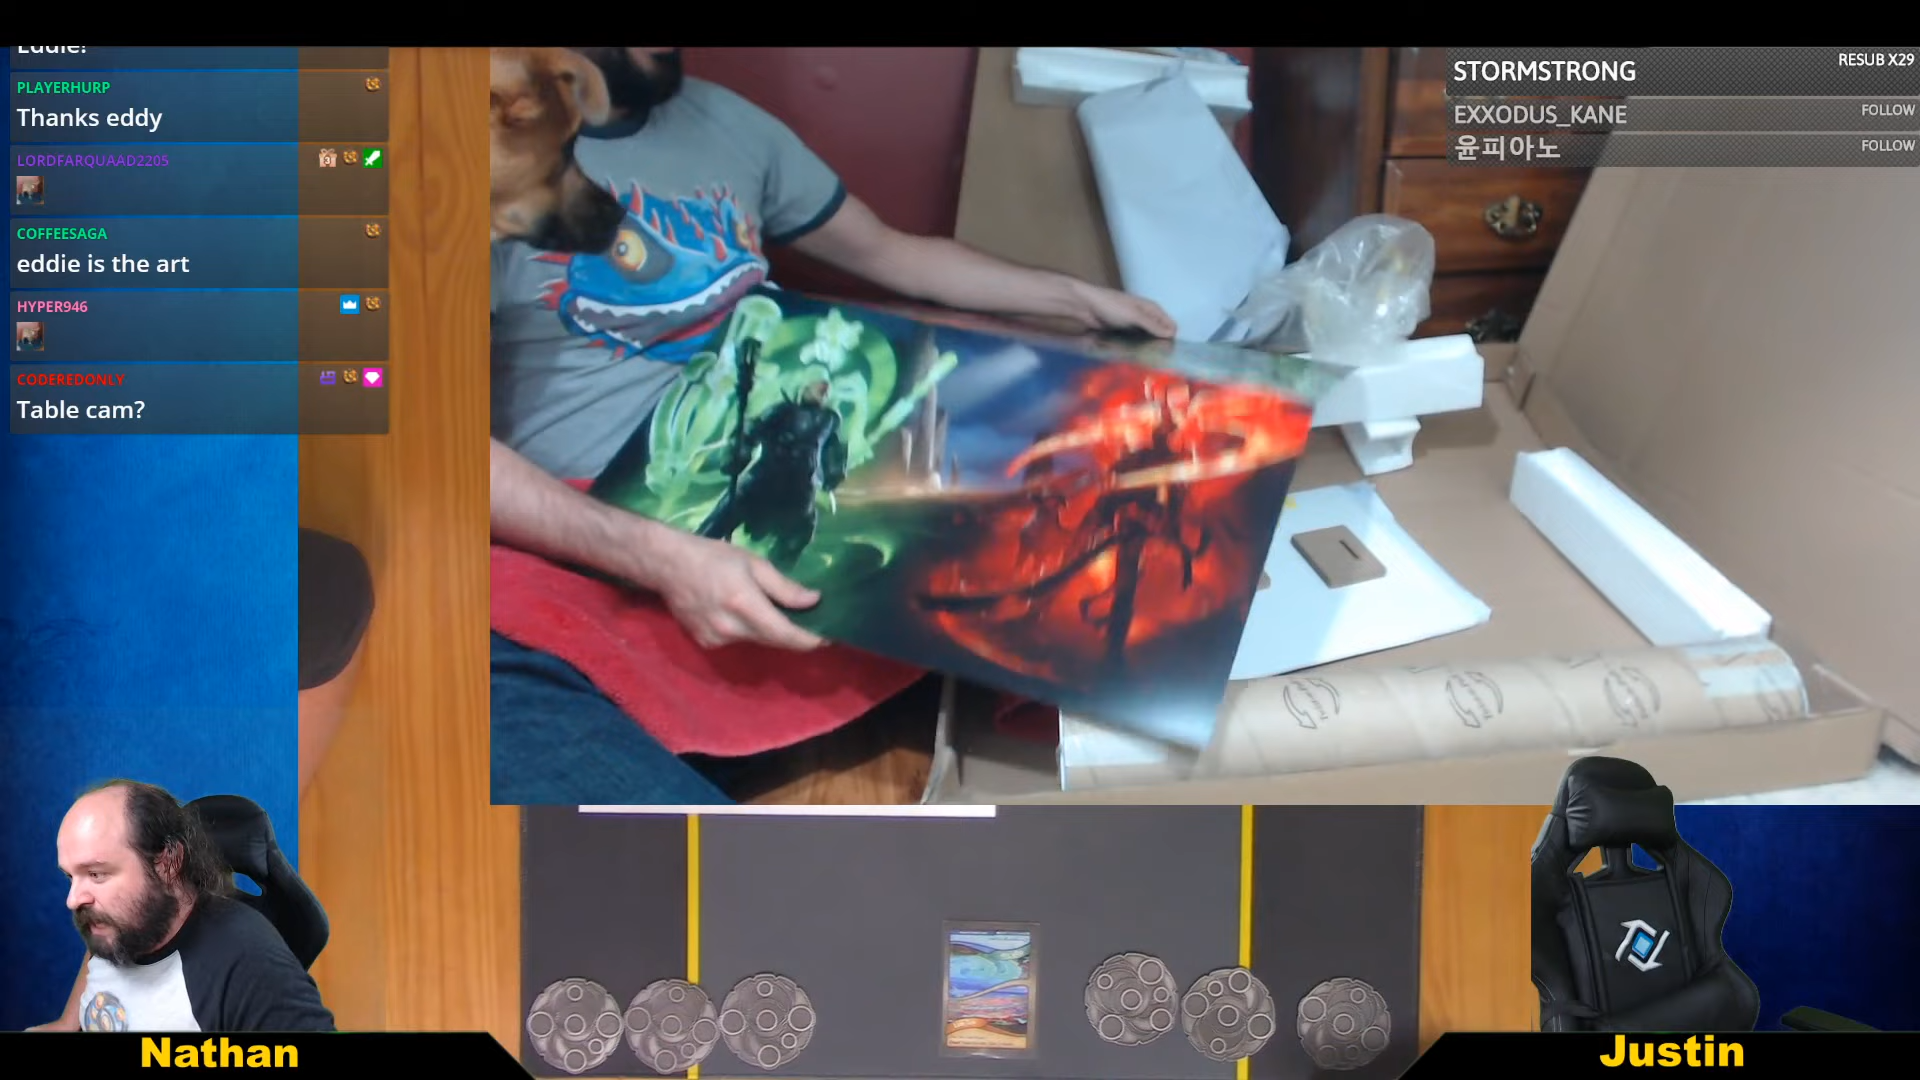 Eddie!
PLAYERHURP
Thanks eddy
LORDFARQUAAD2205
COFFEESAGA
eddie is the art
HYPER946
CODEREDONLY
Table cam?
STORMSTRONG
RESUB X29
EXXODUS_KANE
FOLLOW
윤피아노
FOLLOW
Nathan
Justin